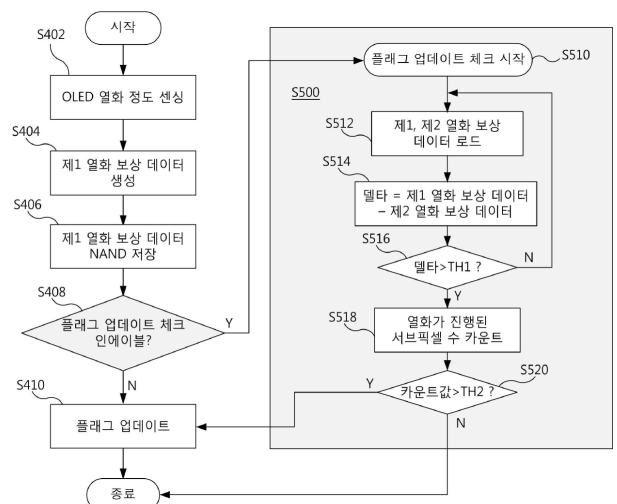 시작
S402
OLED 열화 정도 센싱
S404
제1 열화 보상 데이터
생성
S406
제1 열화 보상 데이터
NAND 저장
S408
플래그 업데이트 체크
인에이블?
Y
N
S410
플래그 업데이트
종료
플래그 업데이트 체크 시작
S510
S500
S512
제1, 제2 열화 보상
데이터 로드
S514
델타 = 제1 열화 보상 데이터
– 제2 열화 보상 데이터
S516
델타>TH1 ?
N
Y
S518
열화가 진행된
서브픽셀 수 카운트
S520
카운트값>TH2 ?
Y
N